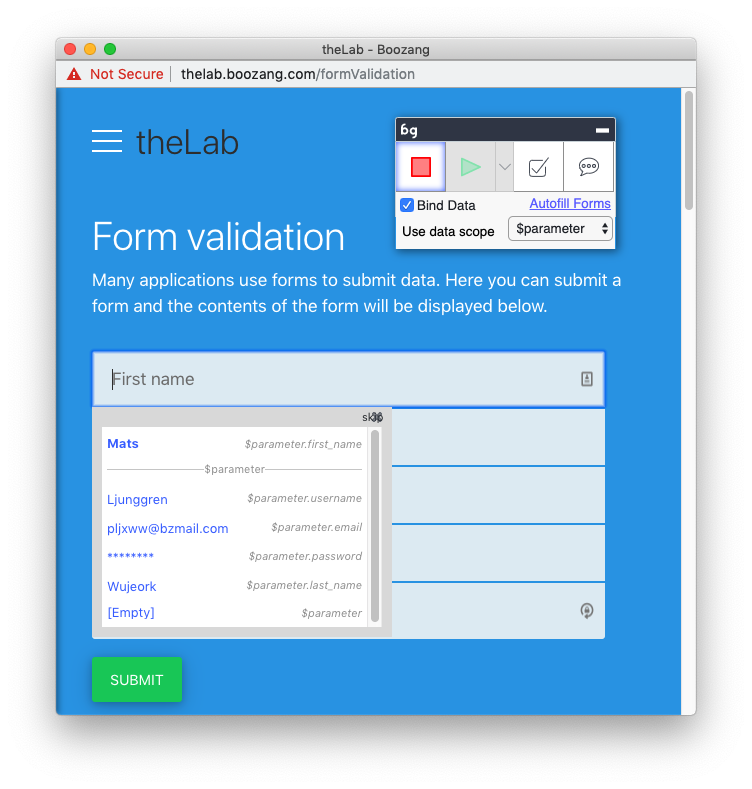 theLab - Boozang
Not Secure thelab.boozang.com/formValidation
theLab
bg
Bind Data Autofill Forms
Use data scope $parameter
Form validation
Many applications use forms to submit data. Here you can submit a
form and the contents of the form will be displayed below.
First name
skip
Mats $parameter.first_name
$parameter
Ljunggren $parameter.username
pljxww@bzmail.com $parameter.email
******** $parameter.password
Wujeork $parameter.last_name
[Empty] $parameter
SUBMIT